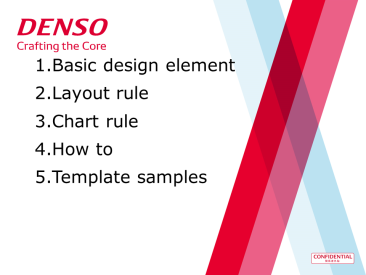 DENSO
Crafting the Core
1.Basic design element
2.Layout rule
3.Chart rule
4.How to
5.Template samples
CONFIDENTIAL